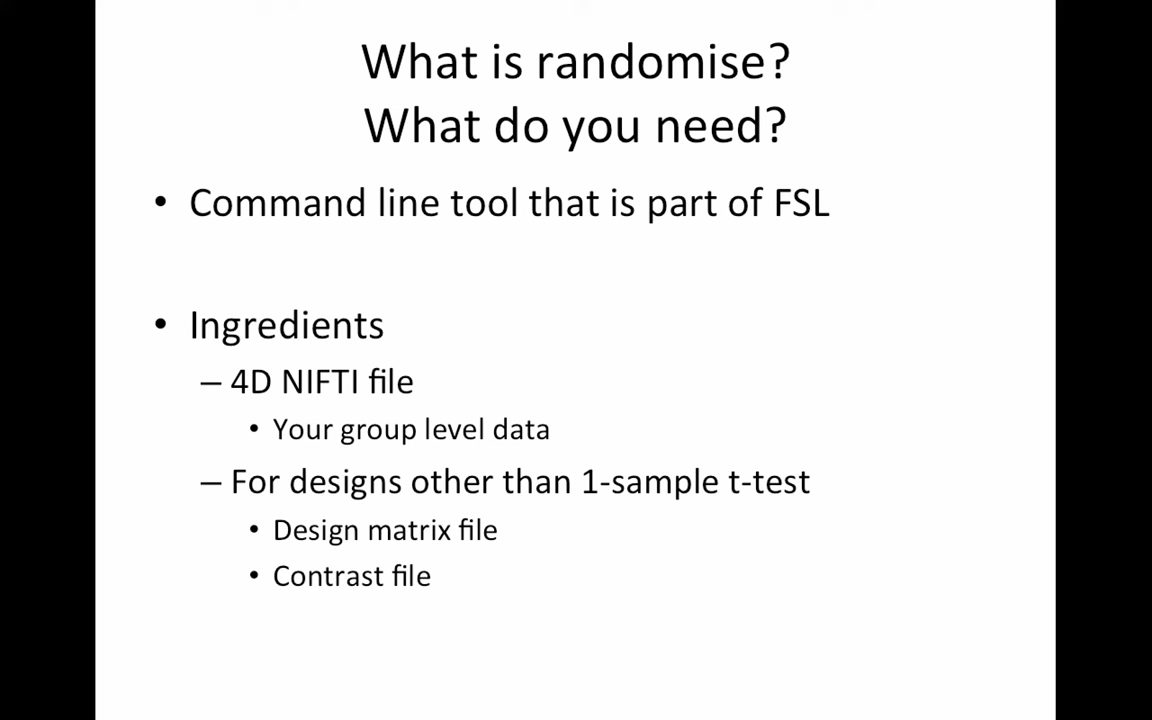 What is randomise?
What do you need?
• Command line tool that is part of FSL
• Ingredients
– 4D NIFTI file
• Your group level data
– For designs other than 1-sample t-test
• Design matrix file
• Contrast file